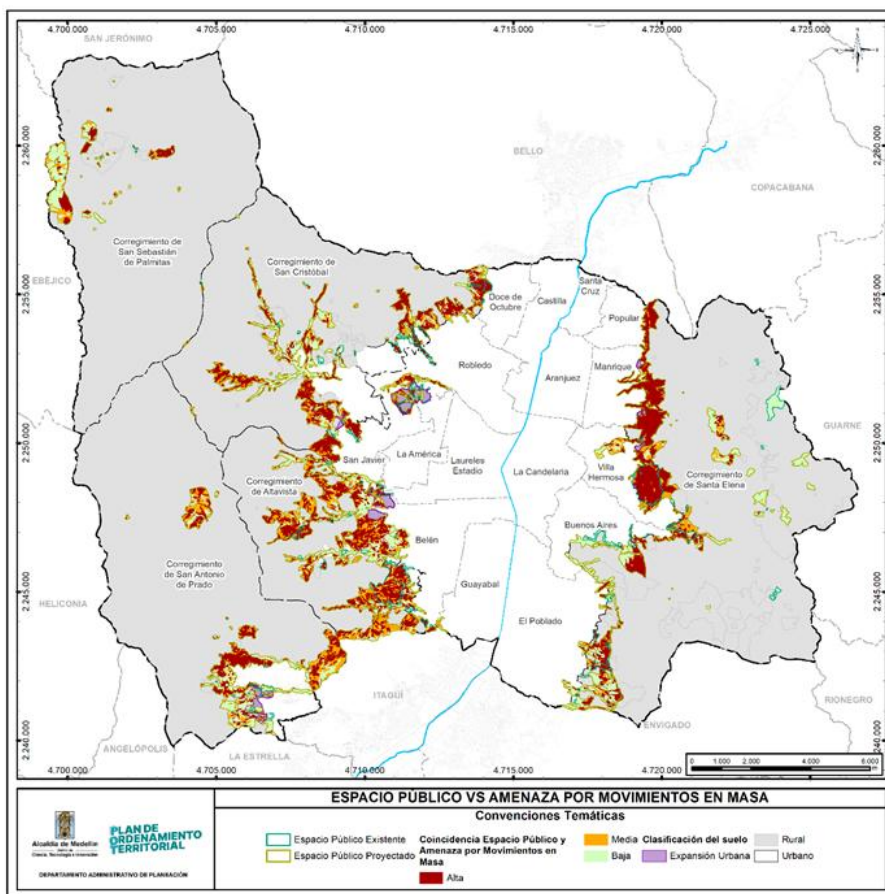 4.700.000 4.705.000 4.710.000 4.715.000 4.720.000
SAN JERÓNIMO
2.260.000 2.260.000
BELLO
COPACABANA
Corregimiento de
San Sebastián
de Palmitas
Corregimiento de
San Cristóbal
EBÉJICO
2.255.000 2.255.000
Doce de
Octubre
Castilla
Santa
Cruz
Popular
Robledo
Aranjuez
Manrique
GUARNE
2.250.000 2.250.000
San Javier
La América
Laureles
Estadio
La Candelaria
Villa
Hermosa
Corregimiento
de Santa Elena
Corregimiento
de Altavista
Buenos Aires
Belén
Corregimiento
de San Antonio
de Prado
2.245.000 2.245.000
HELICONIA
Guayabal
El Poblado
ITAGÜÍ
RIONEGRO
2.240.000 2.240.000
ANGELÓPOLIS
LA ESTRELLA
ENVIGADO
0 1.000 2.000 4.000 6.000
m
4.700.000 4.705.000 4.710.000 4.715.000 4.720.000
ESPACIO PÚBLICO VS AMENAZA POR MOVIMIENTOS EN MASA
Convenciones Temáticas
Alcaldía de Medellín
Ciencia, Tecnología e Innovación
PLAN DE
ORDENAMIENTO
TERRITORIAL
DEPARTAMENTO ADMINISTRATIVO DE PLANEACIÓN
Espacio Público Existente
Espacio Público Proyectado
Coincidencia Espacio Público y
Amenaza por Movimientos en
Masa
Alta
Media
Baja
Clasificación del suelo
Expansión Urbana
Rural
Urbano